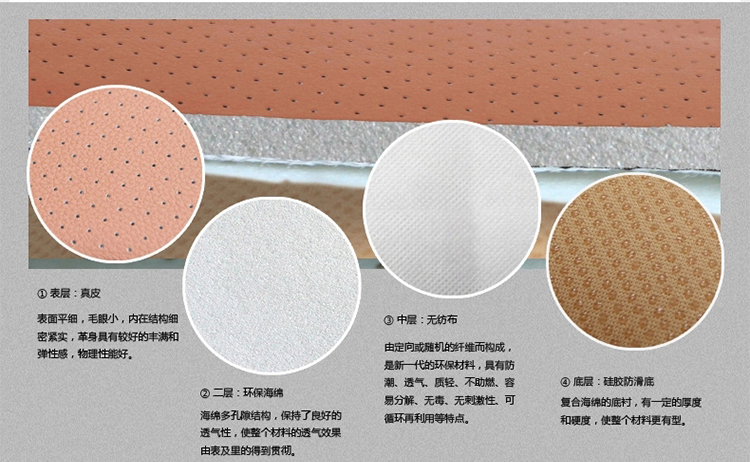 ① 表层：真皮
表面平细，毛眼小，内在结构细
密紧实，革身具有较好的丰满和
弹性感，物理性能好。
② 二层：环保海绵
海绵多孔隙结构，保持了良好的
透气性，使整个材料的透气效果
由表及里的得到贯彻。
③ 中层：无纺布
由定向或随机的纤维而构成，
是新一代的环保材料，具有防
潮、透气、质轻、不助燃、容
易分解、无毒、无刺激性、可
循环再利用等特点。
④ 底层：硅胶防滑底
复合海绵的底衬，有一定的厚度
和硬度，使整个材料更有型。